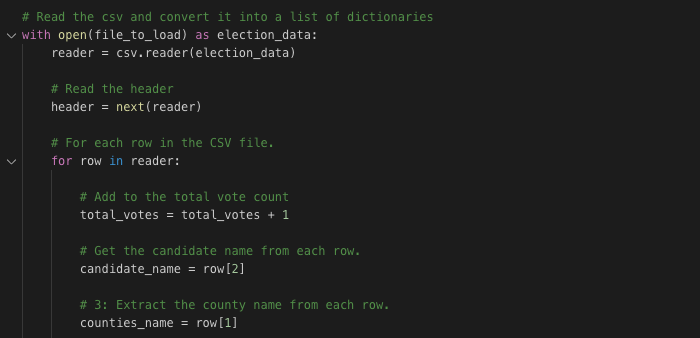 # Read the csv and convert it into a list of dictionaries
with open(file_to_load) as election_data:
    reader = csv.reader(election_data)

    # Read the header
    header = next(reader)

    # For each row in the CSV file.
    for row in reader:

        # Add to the total vote count
        total_votes = total_votes + 1

        # Get the candidate name from each row.
        candidate_name = row[2]

        # 3: Extract the county name from each row.
        counties_name = row[1]